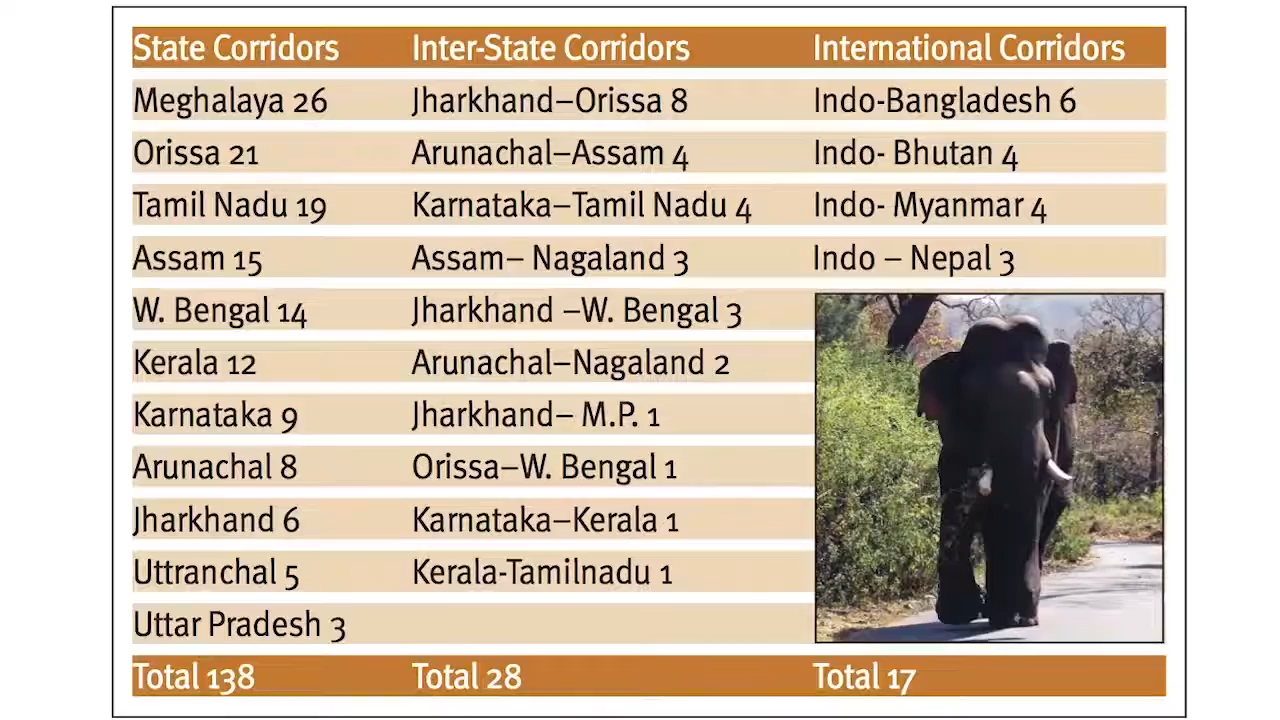 State Corridors Inter-State Corridors International Corridors
Meghalaya 26 Jharkhand–Orissa 8 Indo-Bangladesh 6
Orissa 21 Arunachal–Assam 4 Indo- Bhutan 4
Tamil Nadu 19 Karnataka–Tamil Nadu 4 Indo- Myanmar 4
Assam 15 Assam– Nagaland 3 Indo – Nepal 3
W. Bengal 14 Jharkhand –W. Bengal 3
Kerala 12 Arunachal–Nagaland 2
Karnataka 9 Jharkhand– M.P. 1
Arunachal 8 Orissa–W. Bengal 1
Jharkhand 6 Karnataka–Kerala 1
Uttranchal 5 Kerala-Tamilnadu 1
Uttar Pradesh 3
Total 138 Total 28 Total 17